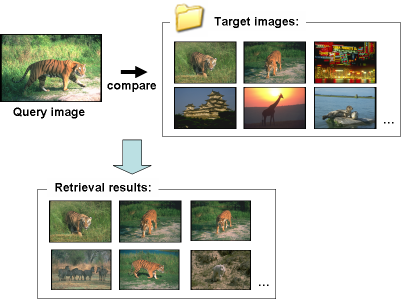 Target images:
compare
Query image
...
Retrieval results:
...